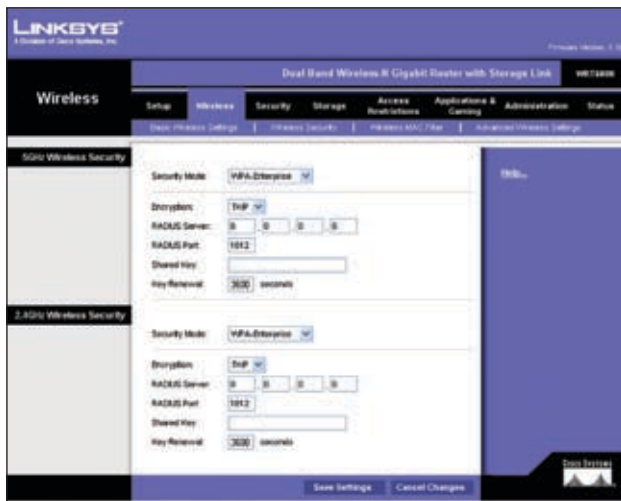 LINKSYS®
A Division of Cisco Systems, Inc.
Dual Band Wireless-N Gigabit Router with Storage Link
Wireless
Setup Wireless Security Storage Access Restrictions Applications & Gaming Administration Status
Basic Wireless Settings | Wireless Security | Wireless MAC Filter | Advanced Wireless Settings
5GHz Wireless Security
Help...
Security Mode: WPA-Enterprise
Encryption: TKIP
RADIUS Server: 0 . 0 . 0 . 0
RADIUS Port: 1812
Shared Key:
Key Renewal: 3600 seconds
2.4GHz Wireless Security
Security Mode: WPA-Enterprise
Encryption: TKIP
RADIUS Server: 0 . 0 . 0 . 0
RADIUS Port: 1812
Shared Key:
Key Renewal: 3600 seconds
Save Settings Cancel Changes
Cisco Systems